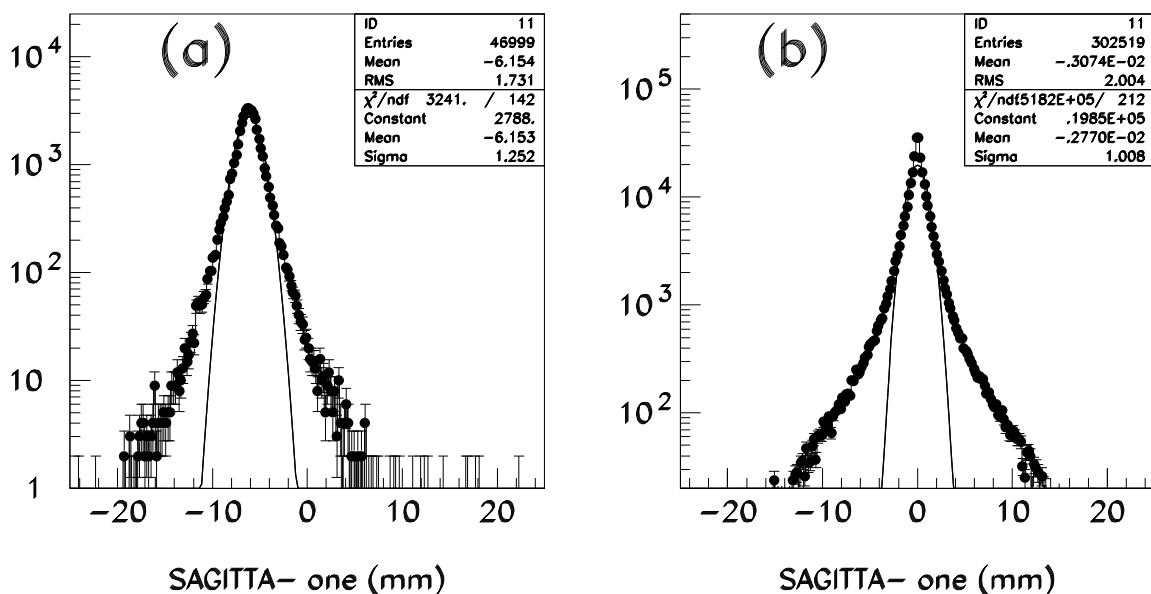 (a)
ID 11
Entries 46999
Mean -6.154
RMS 1.731
χ²/ndf 3241. / 142
Constant 2788.
Mean -6.153
Sigma 1.252
10⁴
10³
10²
10
1
-20 -10 0 10 20
SAGITTA- one (mm)
(b)
ID 11
Entries 302519
Mean -.3074E-02
RMS 2.004
χ²/ndf5182E+05/ 212
Constant .1985E+05
Mean -.2770E-02
Sigma 1.008
10⁵
10⁴
10³
10²
-20 -10 0 10 20
SAGITTA- one (mm)